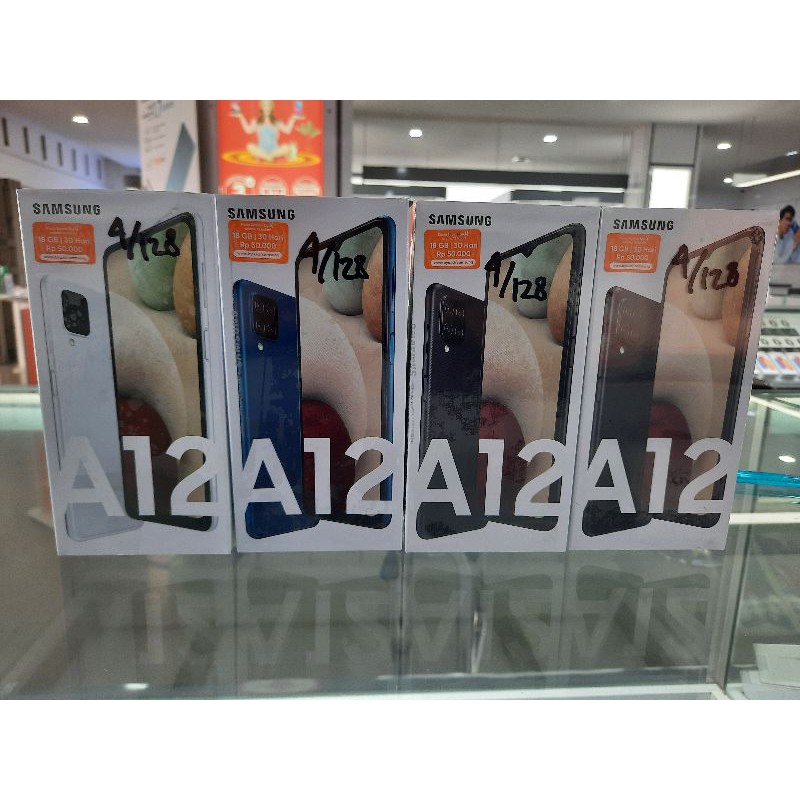 SAMSUNG
18 GB | 30 Hari
Rp 50.000
4/128
A12
SAMSUNG
18 GB | 30 Hari
Rp 50.000
4/128
SAMSUNG
A12
SAMSUNG
18 GB | 30 Hari
Rp 50.000
4/128
A12
SAMSUNG
18 GB | 30 Hari
Rp 50.000
4/128
A12